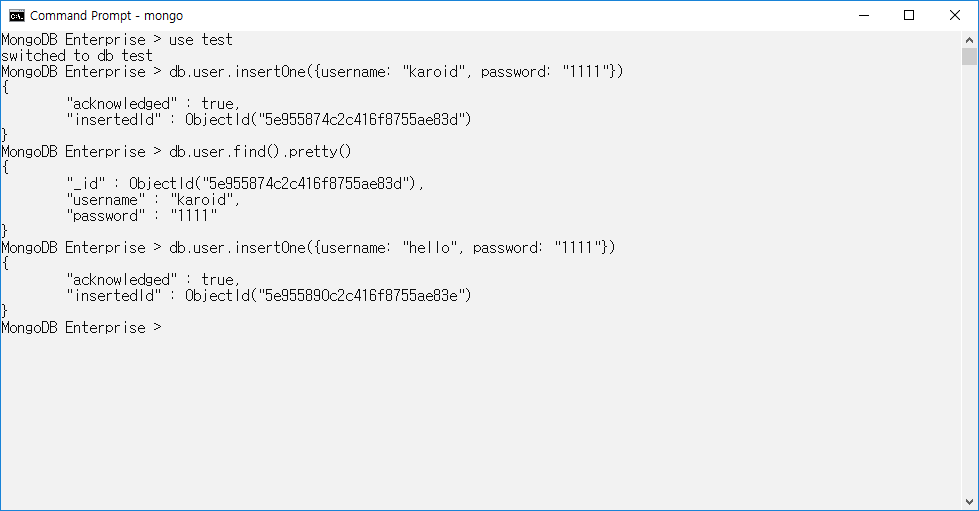 Command Prompt - mongo
MongoDB Enterprise > use test
switched to db test
MongoDB Enterprise > db.user.insertOne({username: "karoid", password: "1111"})
{
        "acknowledged" : true,
        "insertedId" : ObjectId("5e955874c2c416f8755ae83d")
}
MongoDB Enterprise > db.user.find().pretty()
{
        "_id" : ObjectId("5e955874c2c416f8755ae83d"),
        "username" : "karoid",
        "password" : "1111"
}
MongoDB Enterprise > db.user.insertOne({username: "hello", password: "1111"})
{
        "acknowledged" : true,
        "insertedId" : ObjectId("5e955890c2c416f8755ae83e")
}
MongoDB Enterprise >